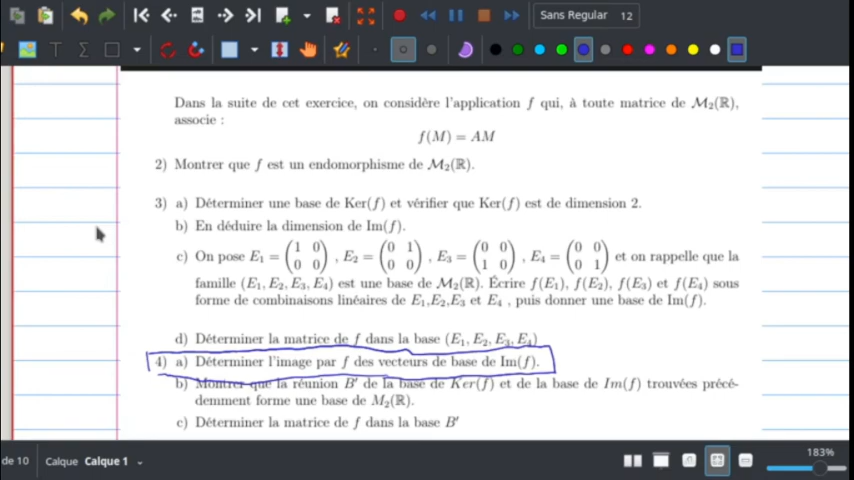 Sans Regular 12
Dans la suite de cet exercice, on considère l'application f qui, à toute matrice de M₂(ℝ),
associe :
f(M) = AM
2) Montrer que f est un endomorphisme de M₂(ℝ).
3) a) Déterminer une base de Ker(f) et vérifier que Ker(f) est de dimension 2.
b) En déduire la dimension de Im(f).
c) On pose E₁ = (1 0 / 0 0), E₂ = (0 1 / 0 0), E₃ = (0 0 / 1 0), E₄ = (0 0 / 0 1) et on rappelle que la
famille (E₁, E₂, E₃, E₄) est une base de M₂(ℝ). Écrire f(E₁), f(E₂), f(E₃) et f(E₄) sous
forme de combinaisons linéaires de E₁,E₂,E₃ et E₄ , puis donner une base de Im(f).
d) Déterminer la matrice de f dans la base (E₁, E₂, E₃, E₄)
4) a) Déterminer l'image par f des vecteurs de base de Im(f).
b) Montrer que la réunion B′ de la base de Ker(f) et de la base de Im(f) trouvées précé-
demment forme une base de M₂(ℝ).
c) Déterminer la matrice de f dans la base B′
de 10 Calque Calque 1 183%